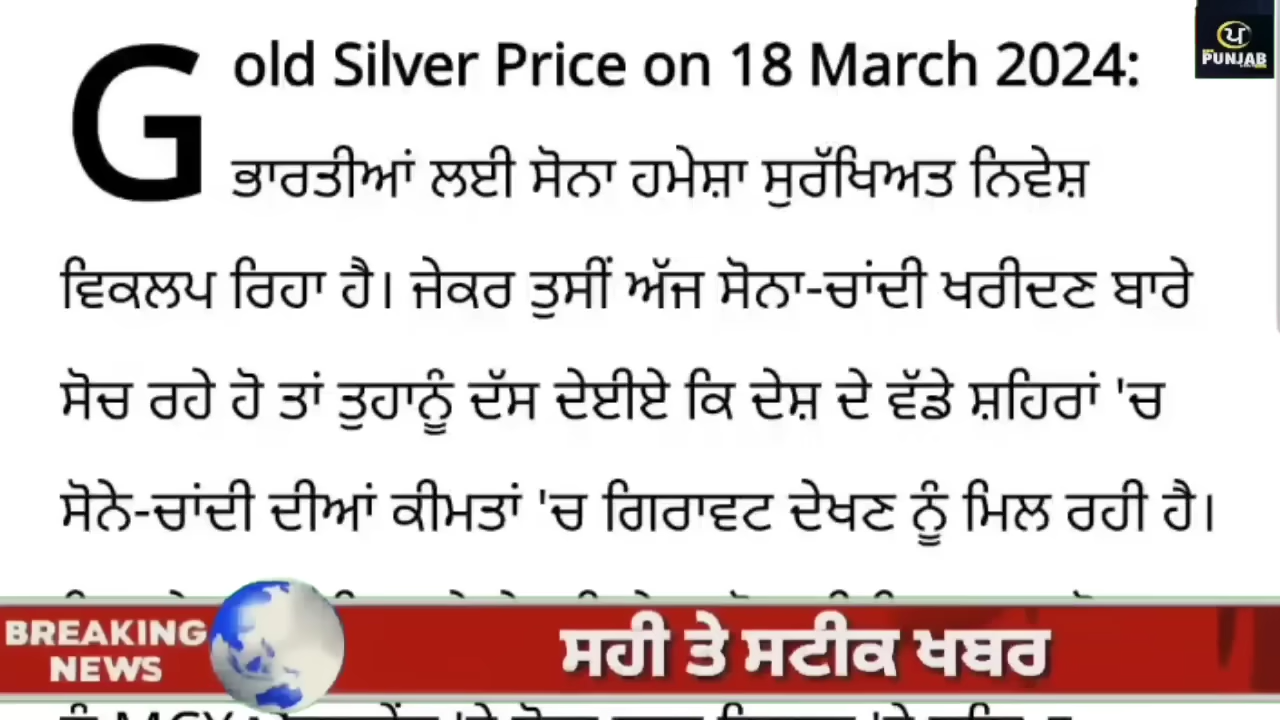 Gold Silver Price on 18 March 2024:
ਭਾਰਤੀਆਂ ਲਈ ਸੋਨਾ ਹਮੇਸ਼ਾ ਸੁਰੱਖਿਅਤ ਨਿਵੇਸ਼
ਵਿਕਲਪ ਰਿਹਾ ਹੈ। ਜੇਕਰ ਤੁਸੀਂ ਅੱਜ ਸੋਨਾ-ਚਾਂਦੀ ਖਰੀਦਣ ਬਾਰੇ
ਸੋਚ ਰਹੇ ਹੋ ਤਾਂ ਤੁਹਾਨੂੰ ਦੱਸ ਦੇਈਏ ਕਿ ਦੇਸ਼ ਦੇ ਵੱਡੇ ਸ਼ਹਿਰਾਂ 'ਚ
ਸੋਨੇ-ਚਾਂਦੀ ਦੀਆਂ ਕੀਮਤਾਂ 'ਚ ਗਿਰਾਵਟ ਦੇਖਣ ਨੂੰ ਮਿਲ ਰਹੀ ਹੈ।
BREAKING
NEWS
ਸਹੀ ਤੇ ਸਟੀਕ ਖਬਰ
ਪ
PUNJAB